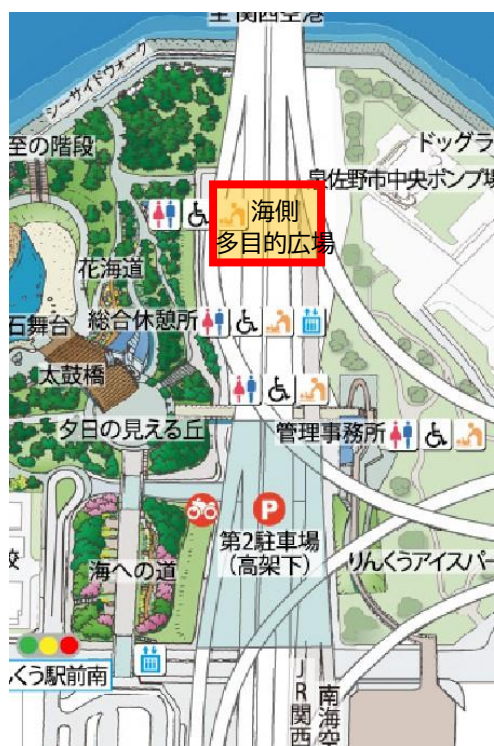 至関西空港
シーサイドウォーク
至の階段
ドッグラ
泉佐野市中央ポンプ場
海側
多目的広場
花海道
石舞台
総合休憩所
太鼓橋
夕日の見える丘
管理事務所
P
第2駐車場
(高架下)
海への道
りんくうアイスパー
校
くう駅前南
JR関西
南海空